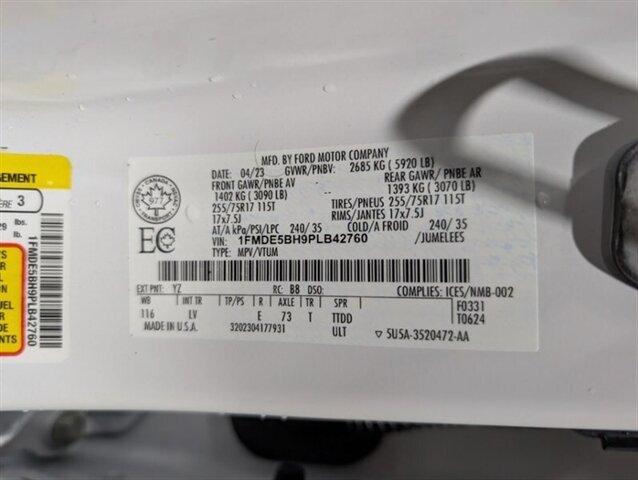 MFD. BY FORD MOTOR COMPANY
DATE: 04/23 GVWR/PNBV: 2685 KG ( 5920 LB)
FRONT GAWR/PNBE AV REAR GAWR/ PNBE AR
1402 KG ( 3090 LB) 1393 KG ( 3070 LB)
255/75R17 115T TIRES/PNEUS 255/75R17 115T
17x7.5J RIMS/JANTES 17x7.5J
AT/A kPa/PSI/LPC 240/35 COLD/A FROID 240/ 35
VIN: 1FMDE5BH9PLB42760 /JUMELEES
TYPE: MPV/VTUM
CANADA
977
EC
EXT PNT: YZ RC: B8 DSO: COMPLIES: ICES/NMB-002
WB INT TR TP/PS R AXLE TR SPR F0331
116 LV E 73 T TTDD T0624
MADE IN U.S.A. 3202304177931 ULT 5U5A-3520472-AA
GEMENT
ÈRE 3
1FMDE5BH9PLB42760